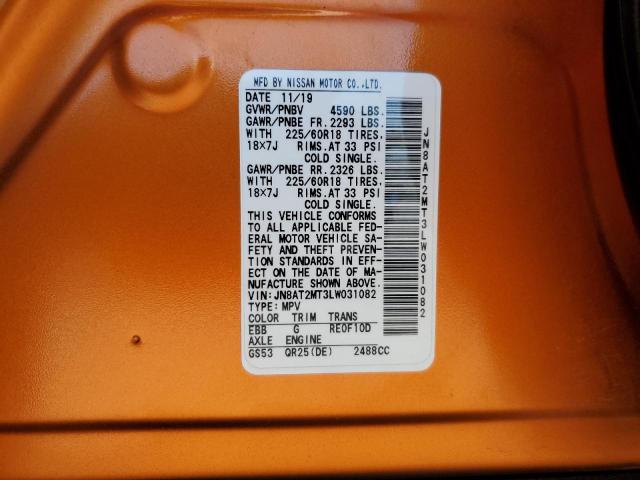 MFD BY NISSAN MOTOR CO.,LTD.
DATE 11/19
GVWR/PNBV 4590 LBS.
GAWR/PNBE FR. 2293 LBS.
WITH 225/60R18 TIRES.
18X7J RIMS. AT 33 PSI
COLD SINGLE.
GAWR/PNBE RR. 2326 LBS.
WITH 225/60R18 TIRES.
18X7J RIMS. AT 33 PSI
COLD SINGLE.
THIS VEHICLE CONFORMS
TO ALL APPLICABLE FED-
ERAL MOTOR VEHICLE SA-
FETY AND THEFT PREVEN-
TION STANDARDS IN EFF-
ECT ON THE DATE OF MA-
NUFACTURE SHOWN ABOVE.
VIN: JN8AT2MT3LW031082
TYPE: MPV
COLOR TRIM TRANS
EBB G RE0F10D
AXLE ENGINE
GS53 QR25(DE) 2488CC
JN8AT2MT3LW031082